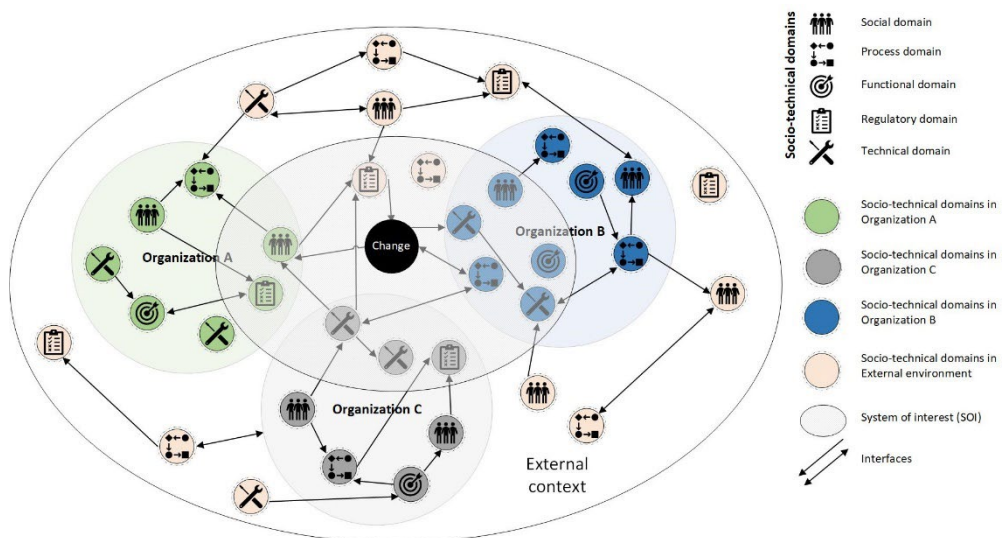 Socio-technical domains
Social domain
Process domain
Functional domain
Regulatory domain
Technical domain
Change
Organization A
Organization B
Organization C
External
context
Socio-technical domains in
Organization A
Socio-technical domains in
Organization C
Socio-technical domains in
Organization B
Socio-technical domains in
External environment
System of interest (SOI)
Interfaces